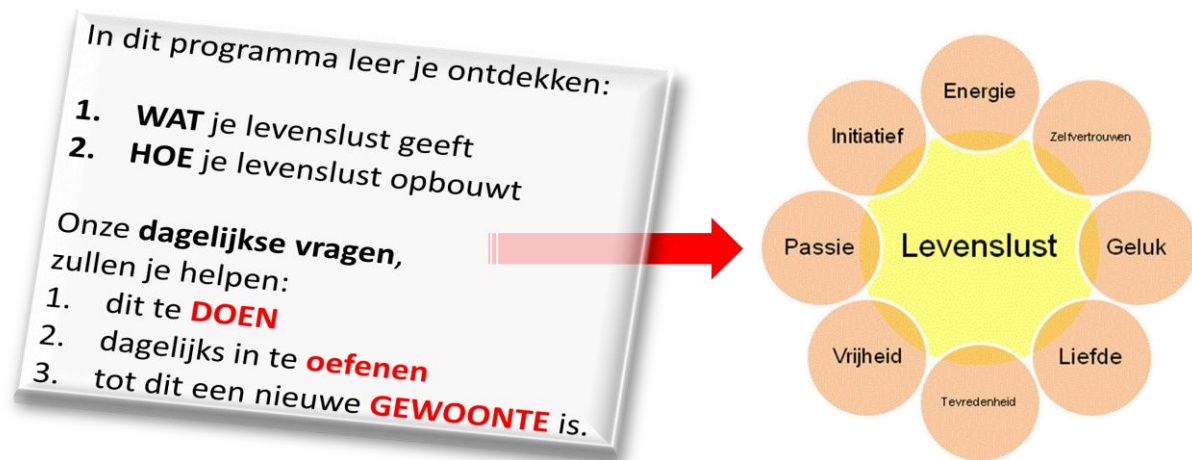 In dit programma leer je ontdekken:
1. WAT je levenslust geeft
2. HOE je levenslust opbouwt
Onze dagelijkse vragen,
zullen je helpen:
1. dit te DOEN
2. dagelijks in te oefenen
3. tot dit een nieuwe GEWOONTE is.
Energie
Initiatief
Zelfvertrouwen
Passie
Levenslust
Geluk
Vrijheid
Liefde
Tevredenheid